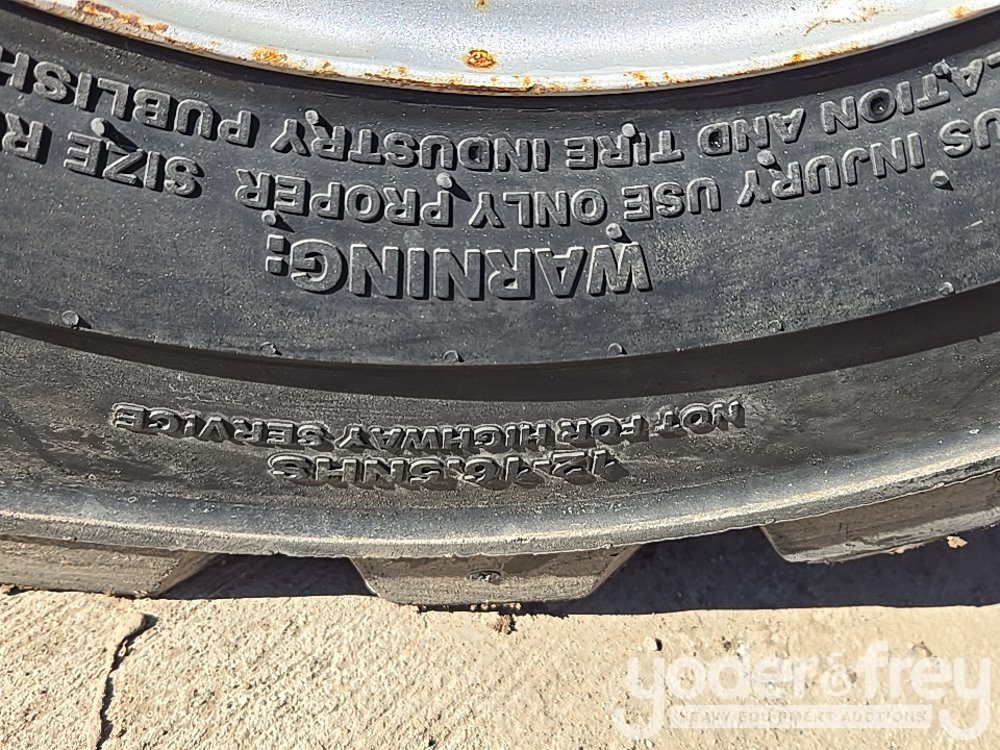 12-16.5NHS
NOT FOR HIGHWAY SERVICE
WARNING:
US INJURY USE ONLY PROPER SIZE R
LATION AND TIRE INDUSTRY PUBLISH
yoder&frey
HEAVY EQUIPMENT AUCTIONS